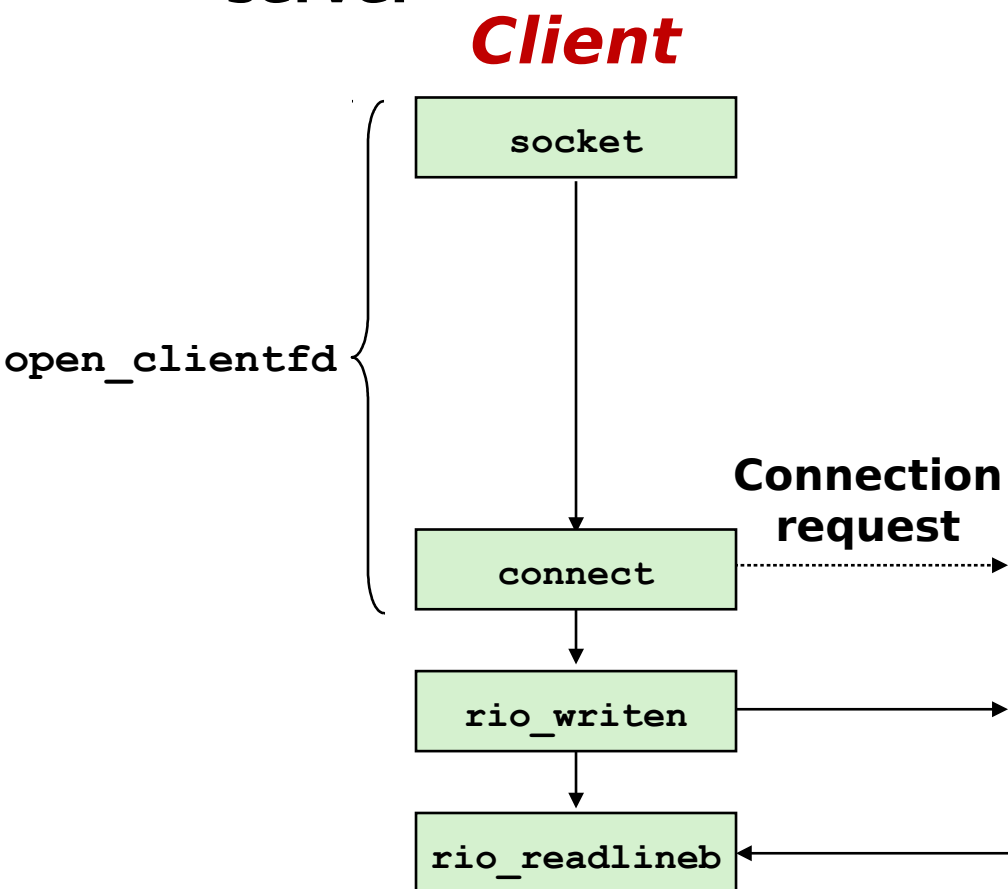 Client
socket
open_clientfd
Connection
request
connect
rio_writen
rio_readlineb